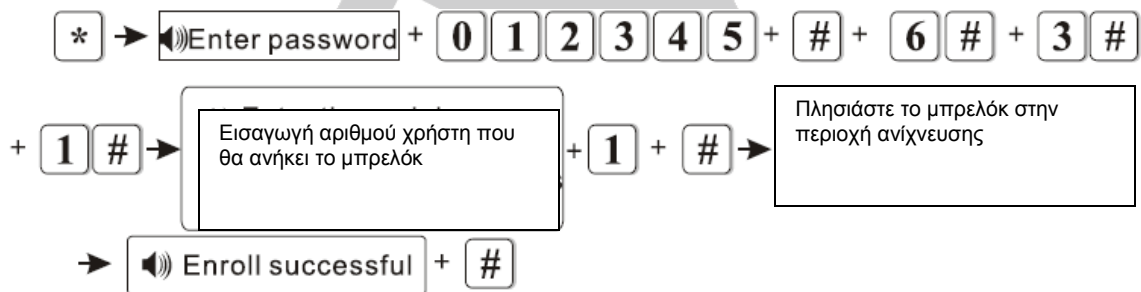 * → Enter password + 0 1 2 3 4 5 + # + 6 # + 3 #
+ 1 # → Εισαγωγή αριθμού χρήστη που
θα ανήκει το μπρελόκ
+ 1 + # → Πλησιάστε το μπρελόκ στην
περιοχή ανίχνευσης
→ Enroll successful + #